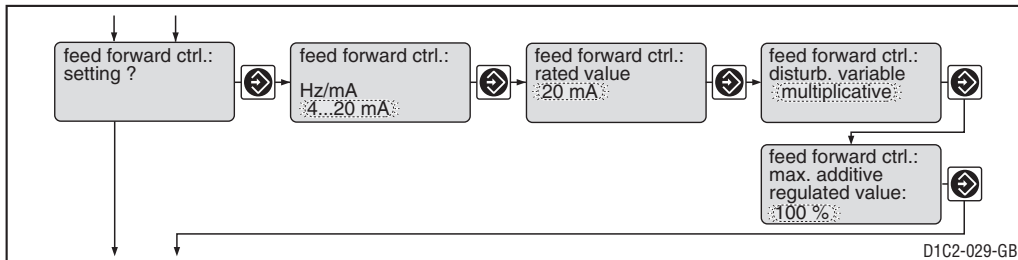 feed forward ctrl.:
setting ?
feed forward ctrl.:
Hz/mA
4...20 mA
feed forward ctrl.:
rated value
20 mA
feed forward ctrl.:
disturb. variable
multiplicative
feed forward ctrl.:
max. additive
regulated value:
100 %
D1C2-029-GB